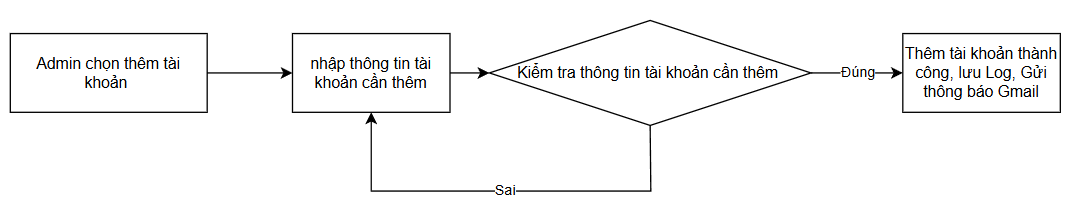 Admin chọn thêm tài
khoản
nhập thông tin tài
khoản cần thêm
Kiểm tra thông tin tài khoản cần thêm
Đúng
Thêm tài khoản thành
công, lưu Log, Gửi
thông báo Gmail
Sai